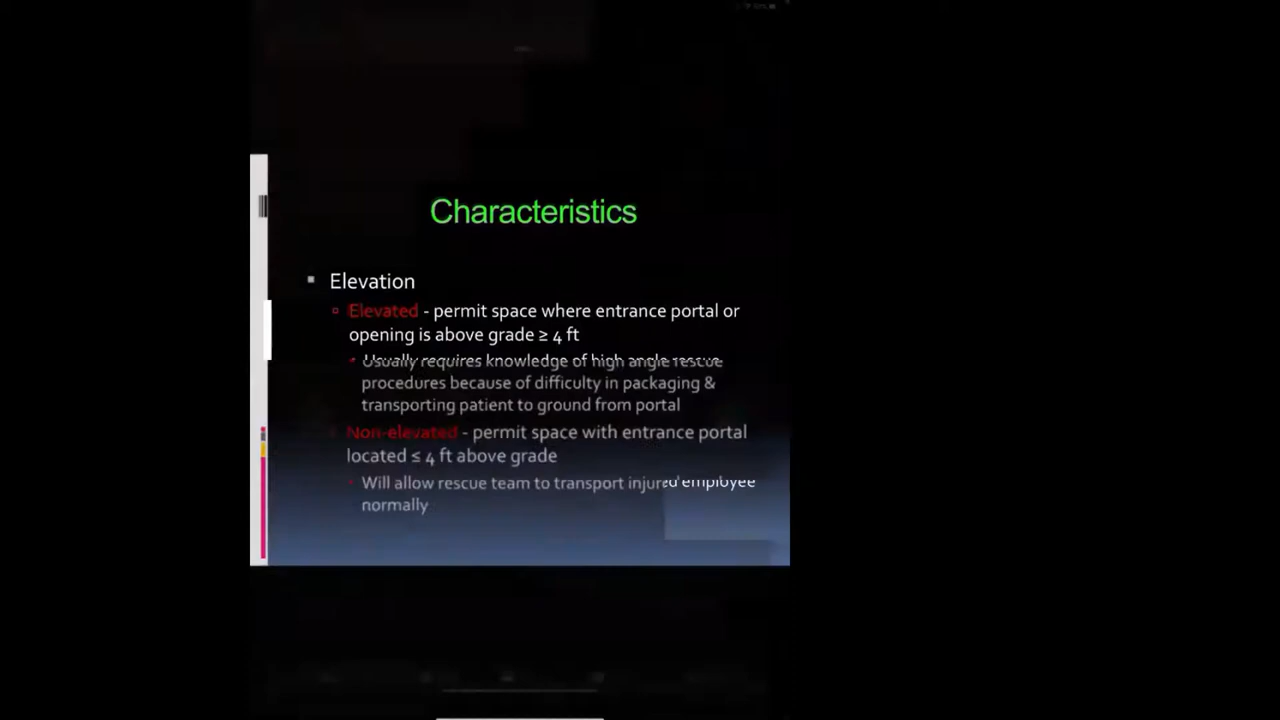 Characteristics
Elevation
Elevated - permit space where entrance portal or
opening is above grade ≥ 4 ft
Usually requires knowledge of high angle rescue
procedures because of difficulty in packaging &
transporting patient to ground from portal
Non-elevated - permit space with entrance portal
located ≤ 4 ft above grade
Will allow rescue team to transport injured employee
normally